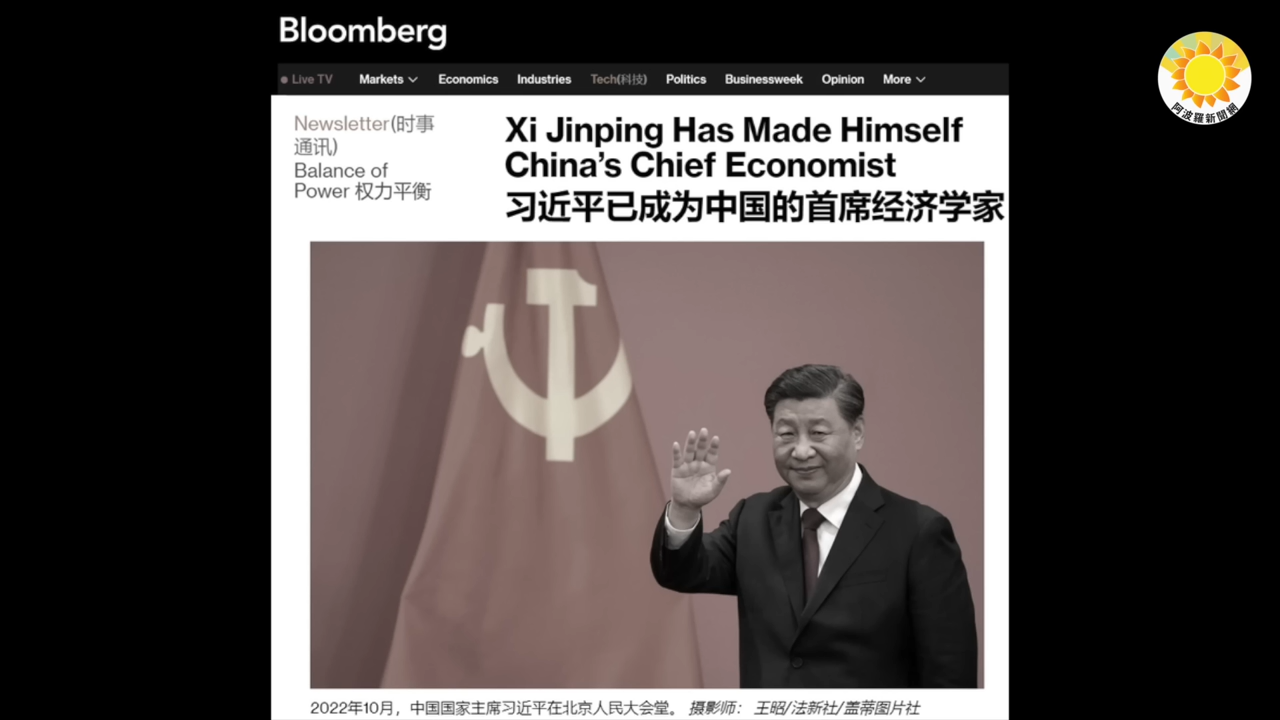 Bloomberg
阿波羅新聞網
Live TV Markets Economics Industries Tech(科技) Politics Businessweek Opinion More
Newsletter(时事
通讯)
Balance of
Power 权力平衡
Xi Jinping Has Made Himself
China's Chief Economist
习近平已成为中国的首席经济学家
2022年10月，中国国家主席习近平在北京人民大会堂。 摄影师： 王昭/法新社/盖蒂图片社